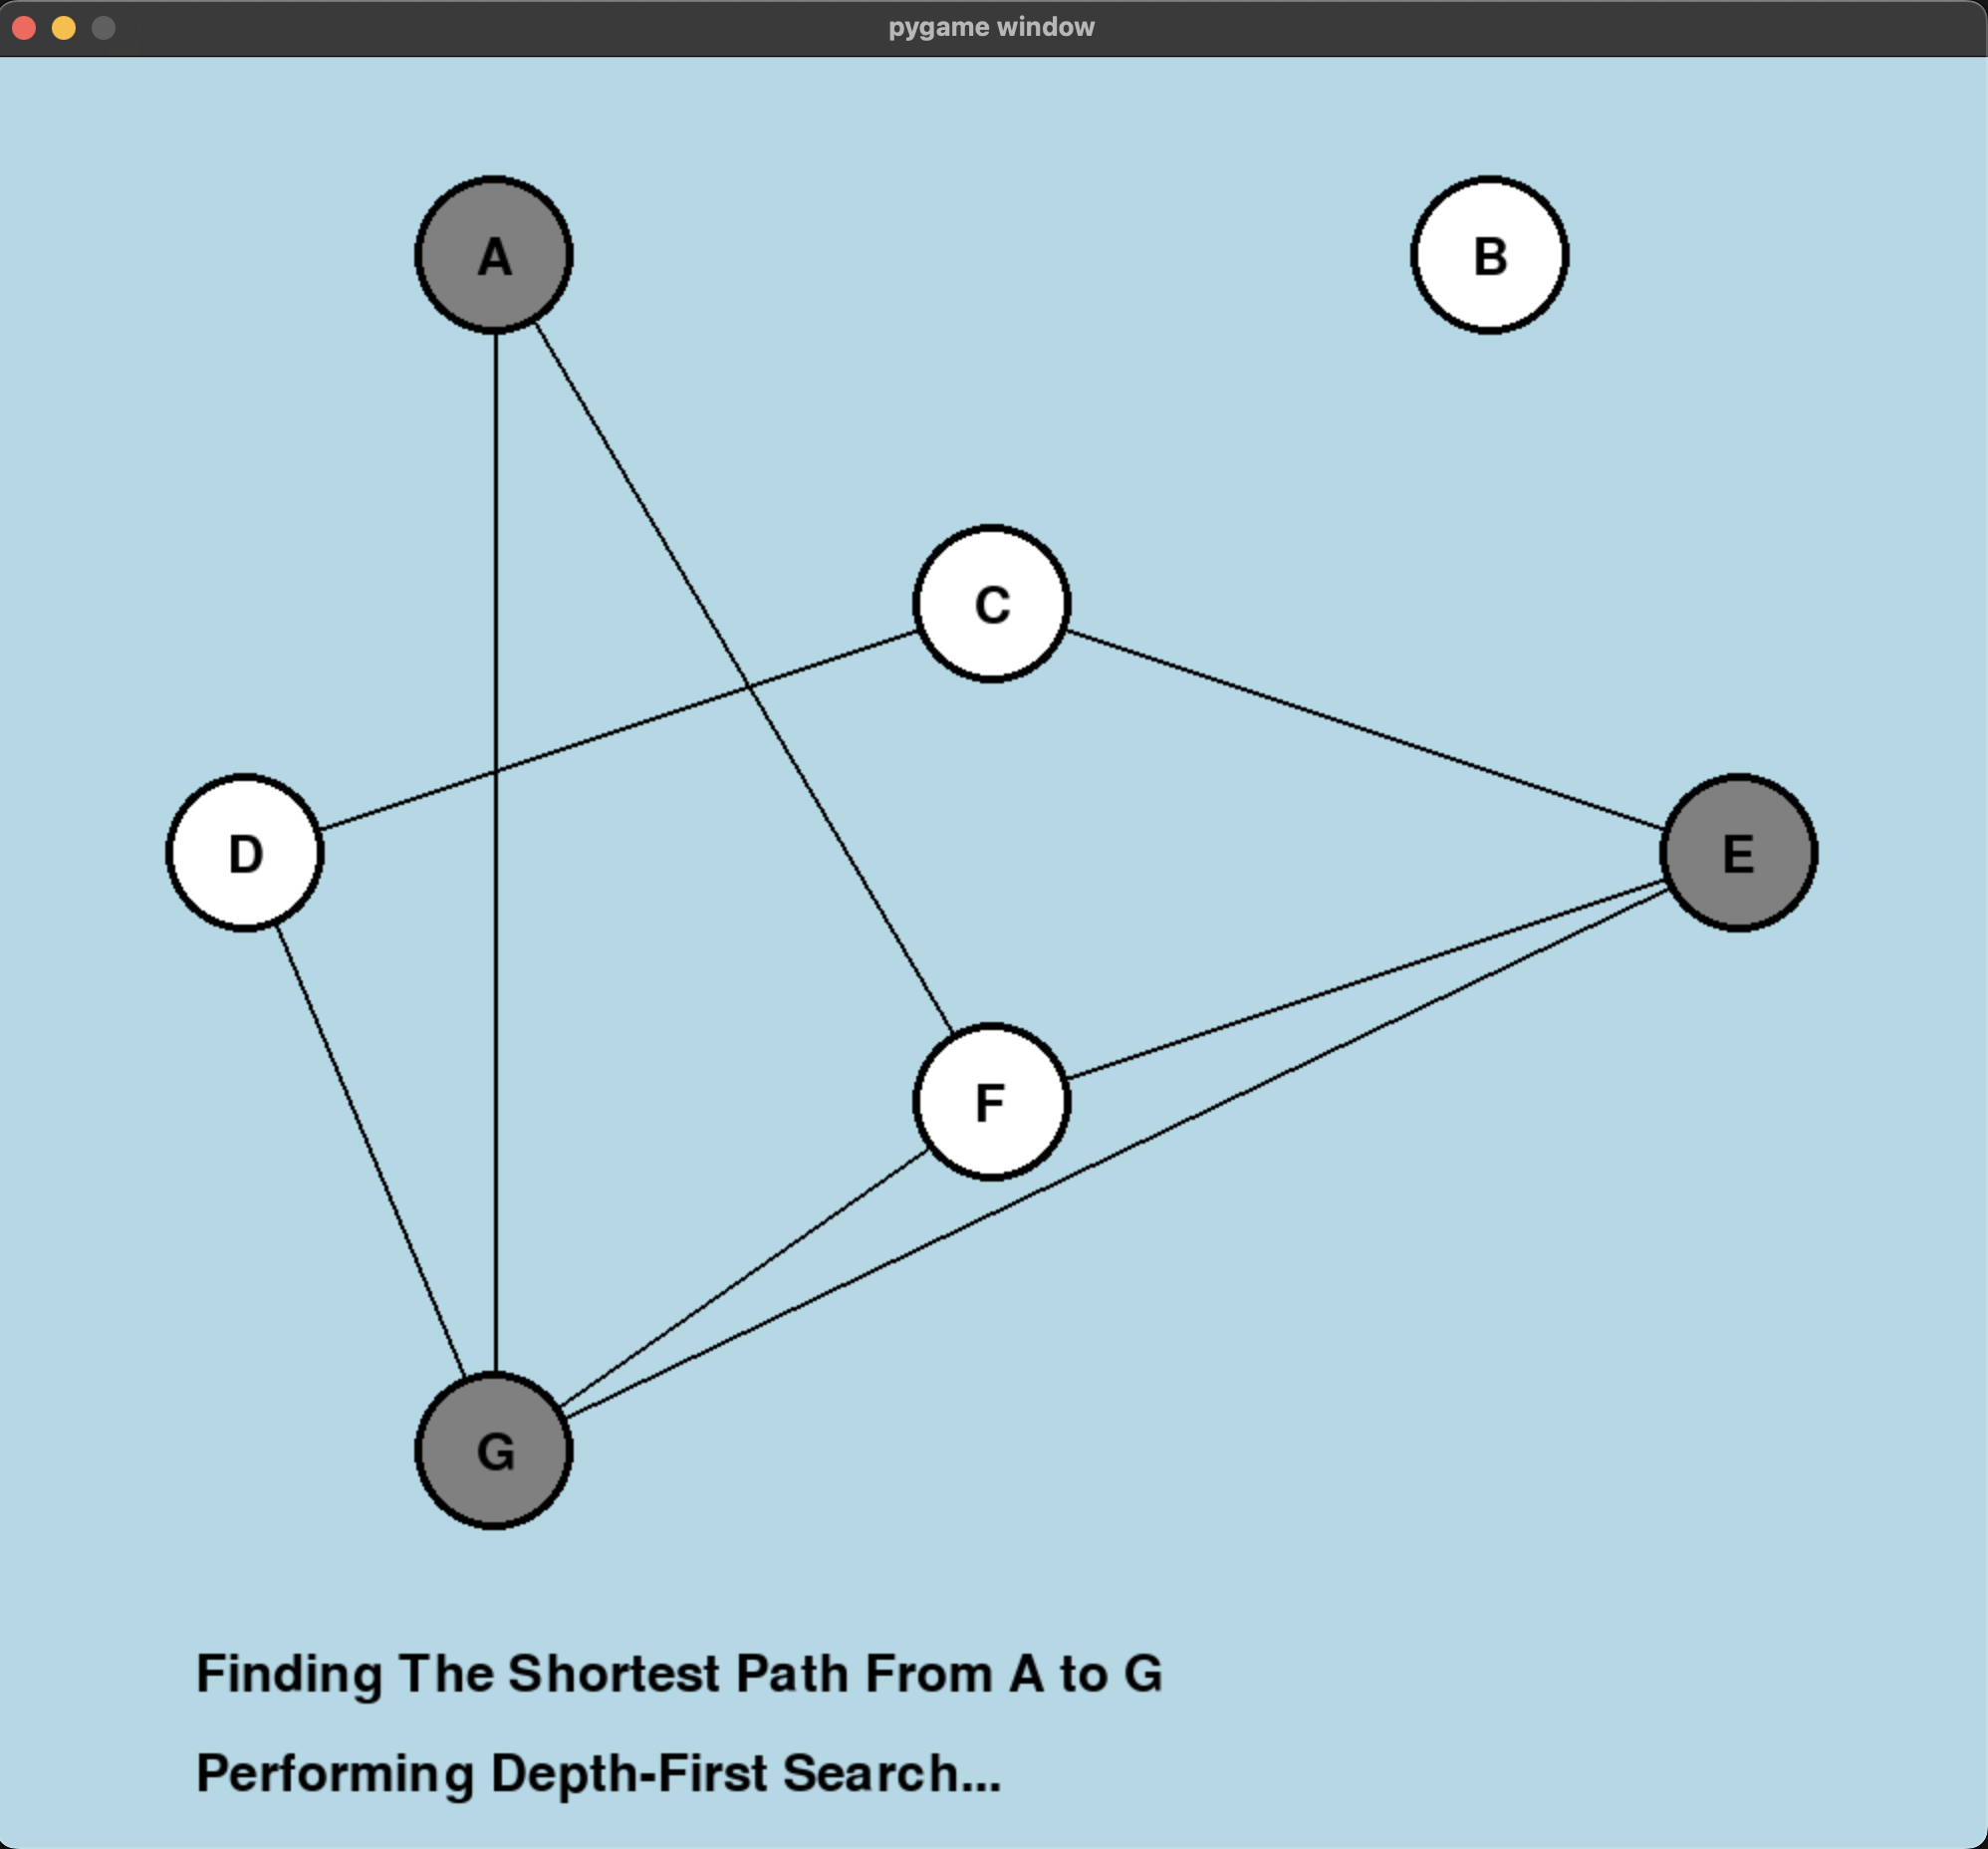 pygame window
A
B
C
D
E
F
G
Finding The Shortest Path From A to G
Performing Depth-First Search...